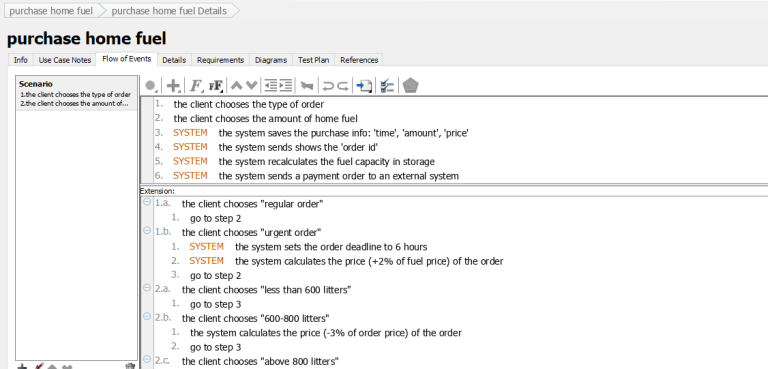 purchase home fuel purchase home fuel Details
purchase home fuel
Info Use Case Notes Flow of Events Details Requirements Diagrams Test Plan References
Scenario
1.the client chooses the type of order
2.the client chooses the amount of...
F FF
1. the client chooses the type of order
2. the client chooses the amount of home fuel
3. SYSTEM the system saves the purchase info: 'time', 'amount', 'price'
4. SYSTEM the system sends shows the 'order id'
5. SYSTEM the system recalculates the fuel capacity in storage
6. SYSTEM the system sends a payment order to an external system
Extension:
1.a. the client chooses "regular order"
1. go to step 2
1.b. the client chooses "urgent order"
1. SYSTEM the system sets the order deadline to 6 hours
2. SYSTEM the system calculates the price (+2% of fuel price) of the order
3. go to step 2
2.a. the client chooses "less than 600 litters"
1. go to step 3
2.b. the client chooses "600-800 litters"
1. the system calculates the price (-3% of order price) of the order
2. go to step 3
2.c. the client chooses "above 800 litters"